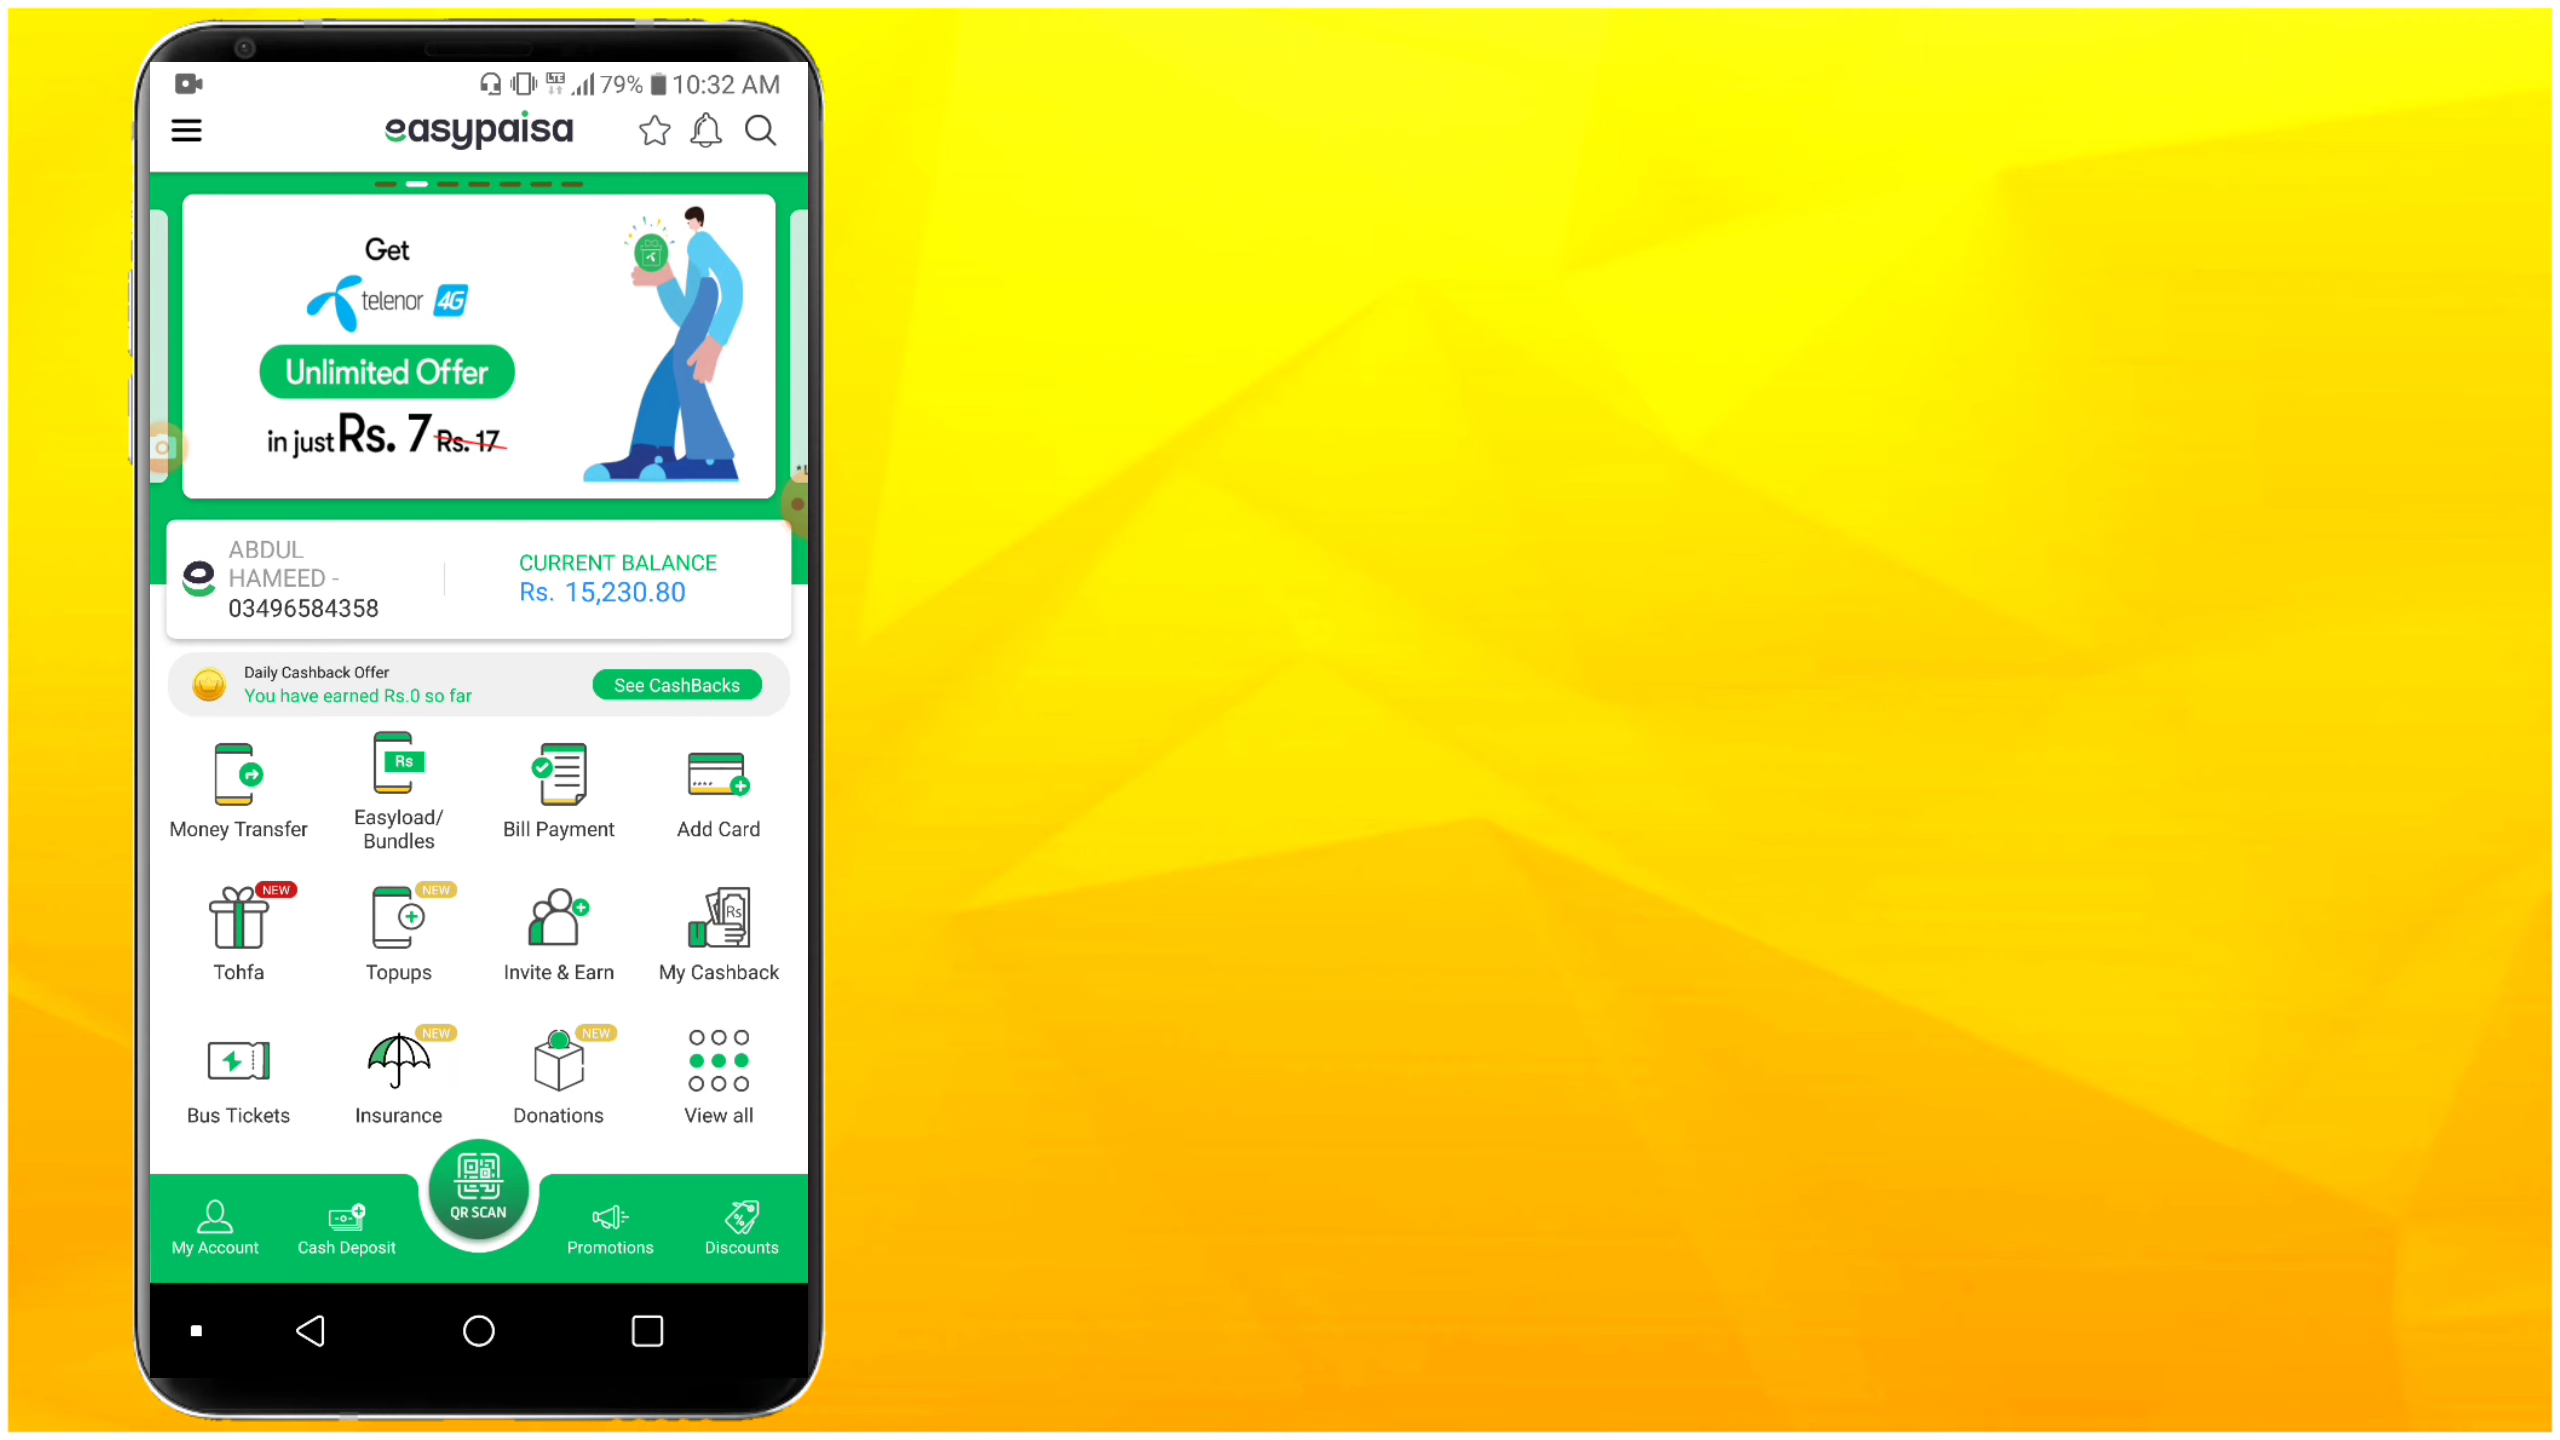 LTE 79% 10:32 AM
easypaisa
Get
telenor 4G
Unlimited Offer
in just Rs. 7 Rs. 17
ABDUL
HAMEED -
03496584358
CURRENT BALANCE
Rs. 15,230.80
Daily Cashback Offer
You have earned Rs.0 so far
See CashBacks
Rs
Money Transfer
Easyload/
Bundles
Bill Payment
Add Card
NEW
NEW
Rs
Tohfa
Topups
Invite & Earn
My Cashback
NEW
NEW
Bus Tickets
Insurance
Donations
View all
QR SCAN
My Account
Cash Deposit
Promotions
Discounts